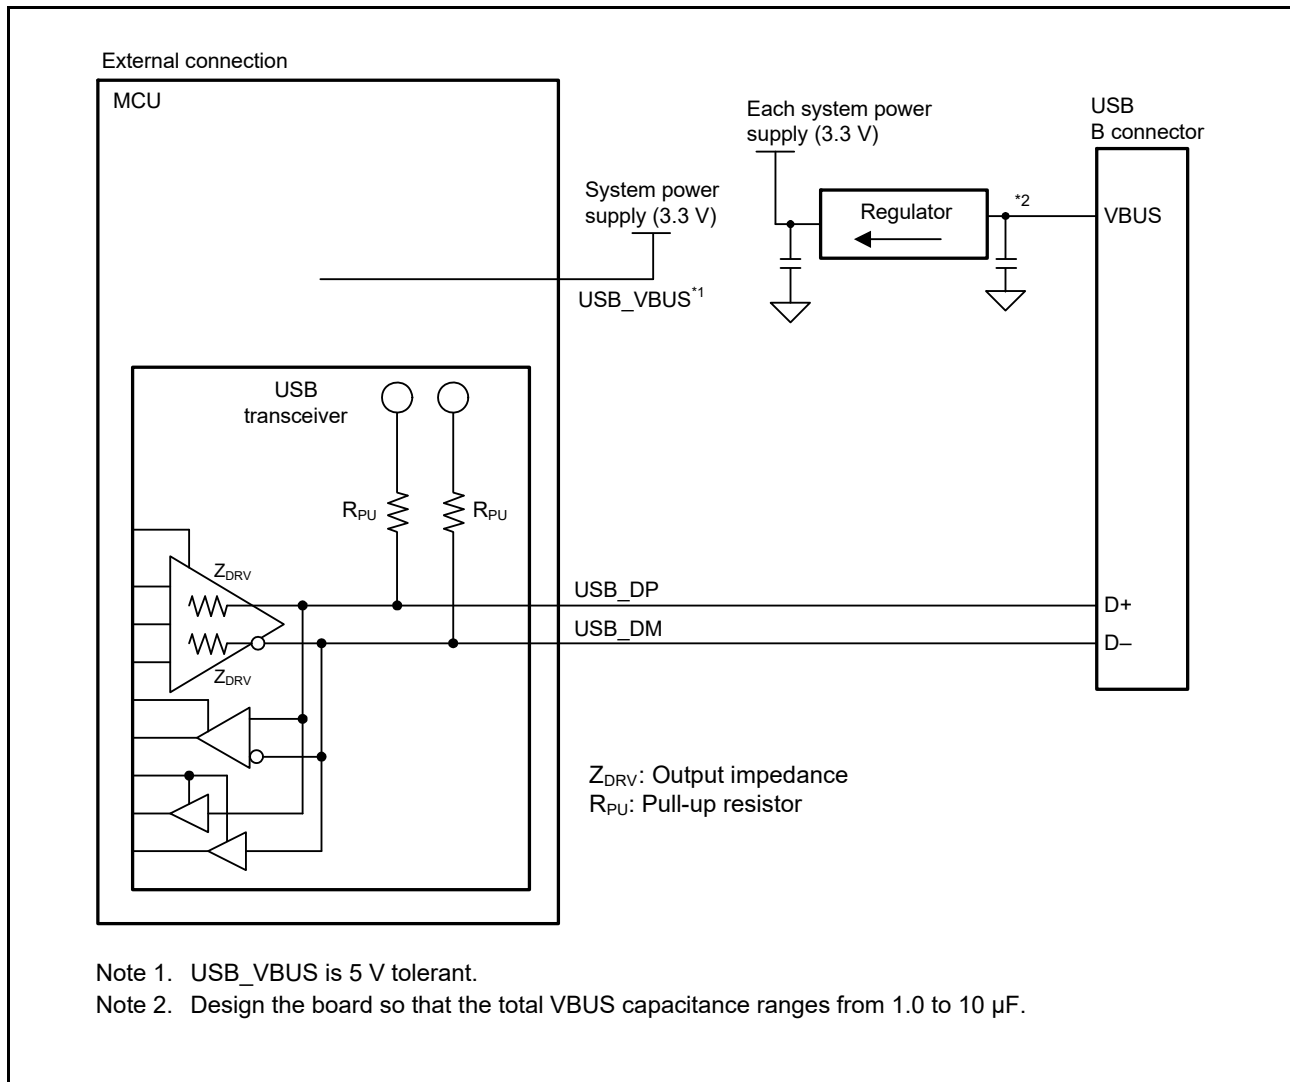 External connection
MCU
Each system power
supply (3.3 V)
USB
B connector
System power
supply (3.3 V)
Regulator
*2
VBUS
USB_VBUS*1
USB
transceiver
RPU
RPU
ZDRV
USB_DP
D+
USB_DM
D–
ZDRV
ZDRV: Output impedance
RPU: Pull-up resistor
Note 1. USB_VBUS is 5 V tolerant.
Note 2. Design the board so that the total VBUS capacitance ranges from 1.0 to 10 μF.